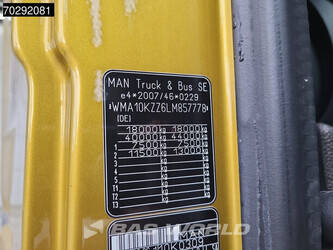 70292081
MAN Truck & Bus SE
e4*2007/46*0229
WMA10KZZ6LM857778
(DE)
18000kg 18000kg
40000kg 44000kg
1 7500kg 7500kg
2 11500kg 13000kg
3
BAS WORLD